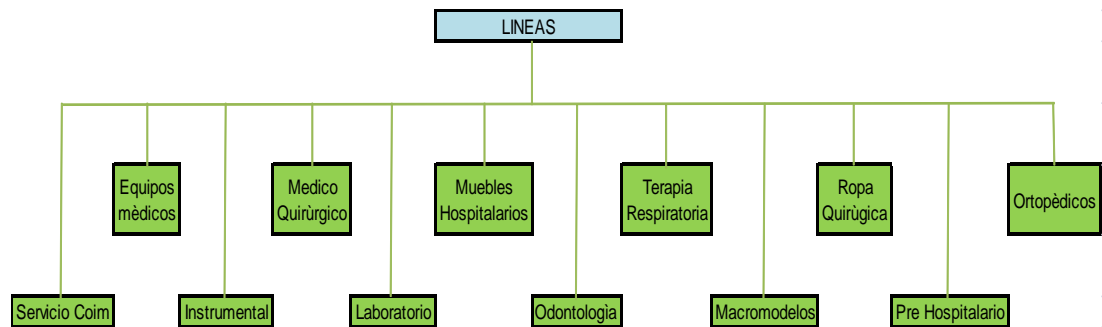 LINEAS
Equipos
mèdicos
Medico
Quirùrgico
Muebles
Hospitalarios
Terapia
Respiratoria
Ropa
Quirùgica
Ortopèdicos
Servicio Coim
Instrumental
Laboratorio
Odontologìa
Macromodelos
Pre Hospitalario